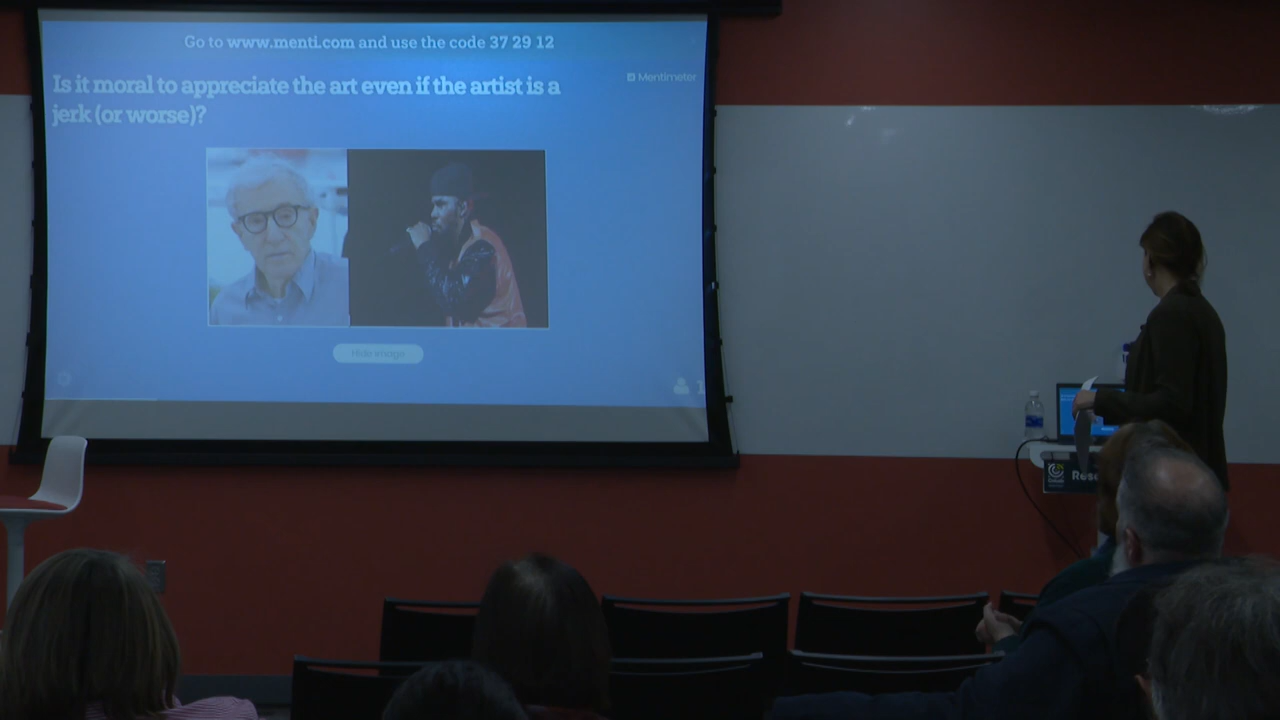 Go to www.menti.com and use the code 37 29 12
Mentimeter
Is it moral to appreciate the art even if the artist is a
jerk (or worse)?
Hide image